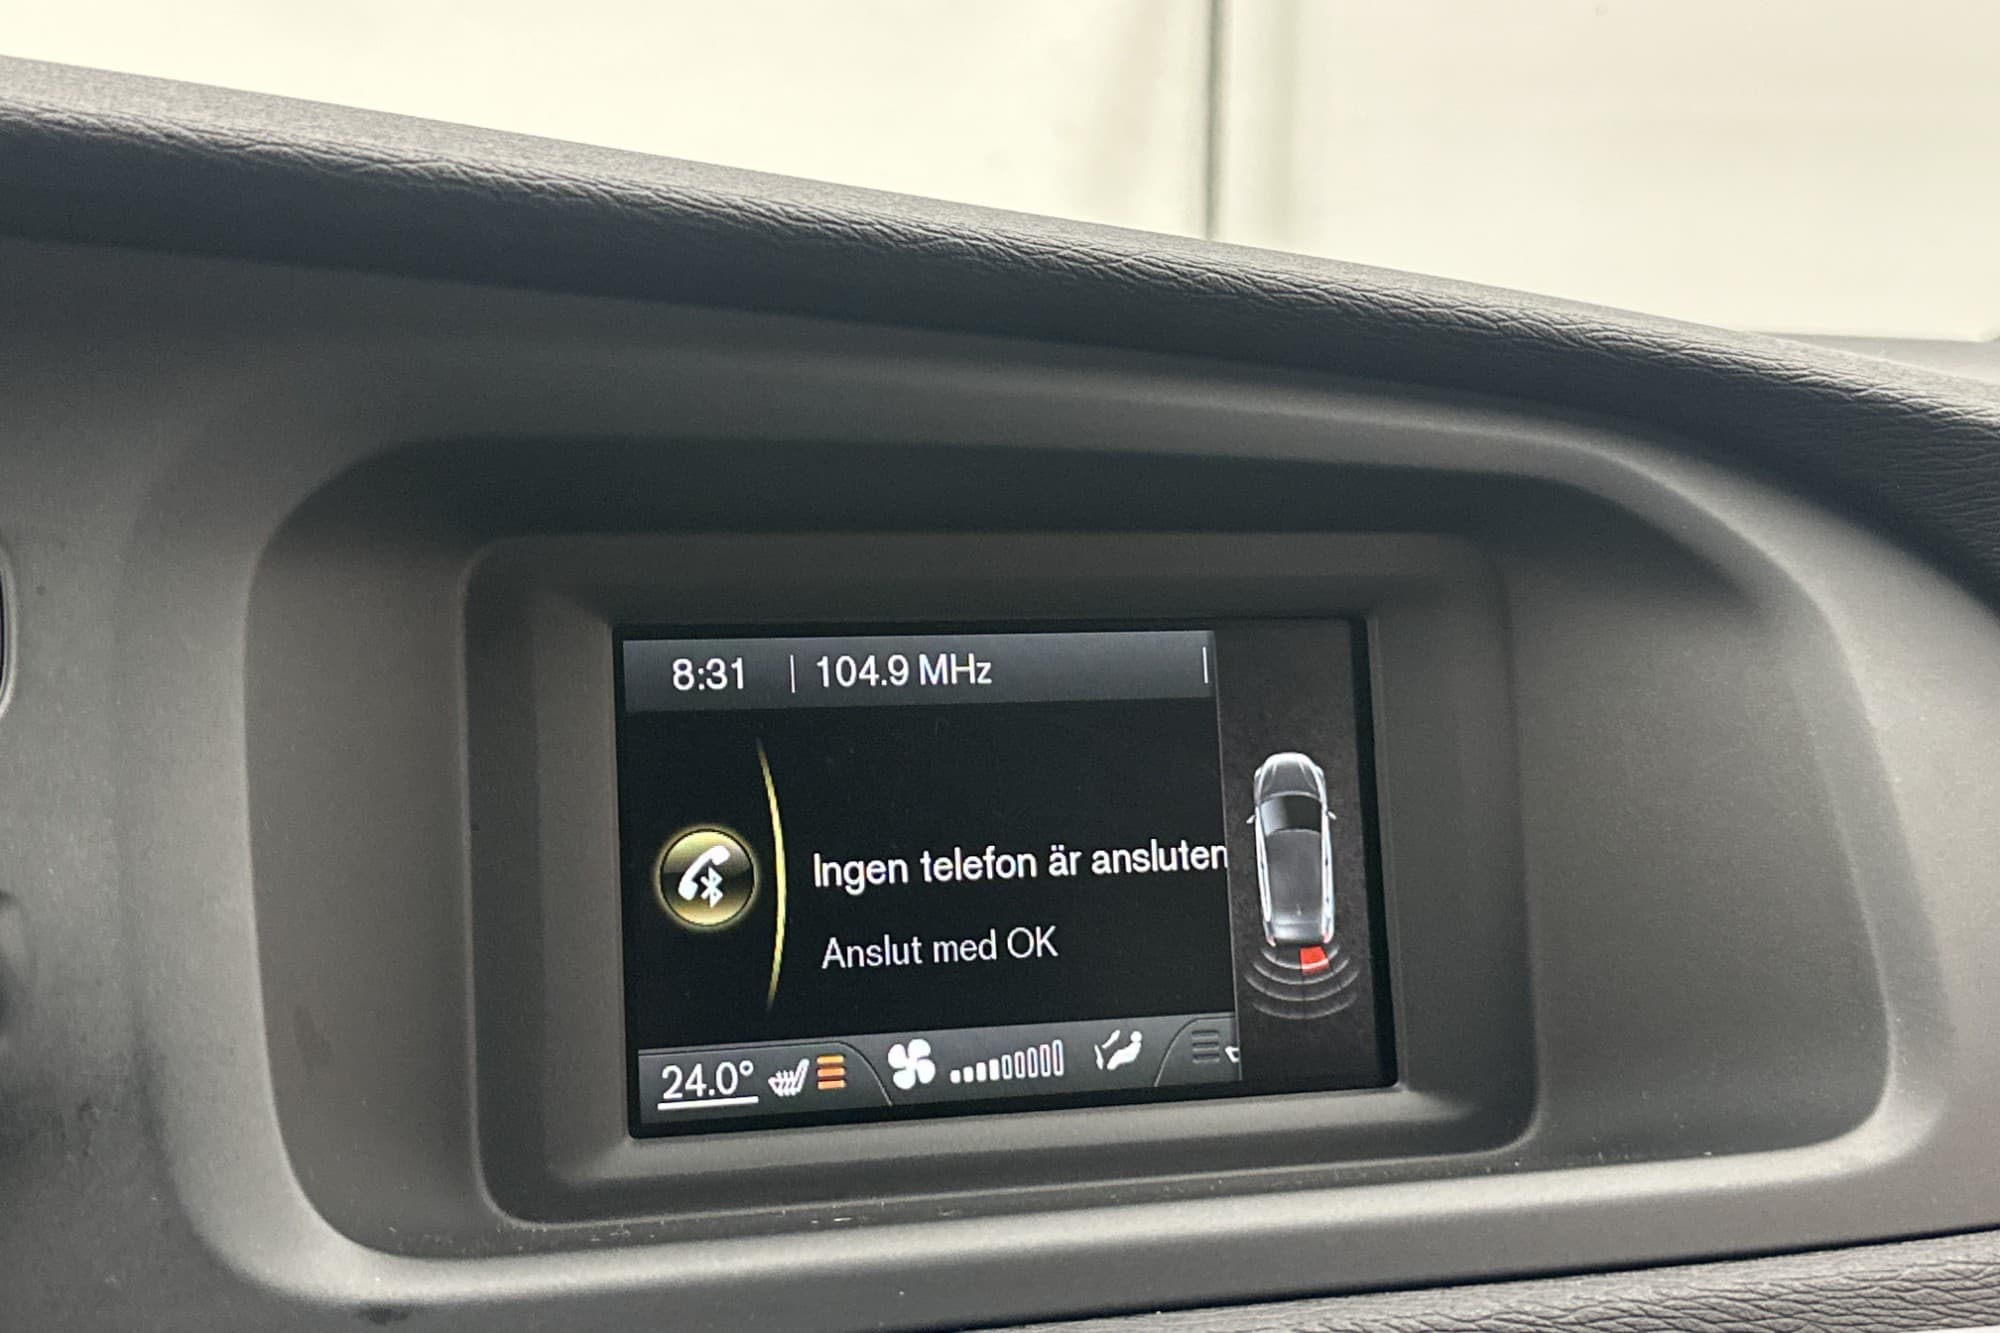 8:31 | 104.9 MHz
Ingen telefon är ansluten
Anslut med OK
24.0°